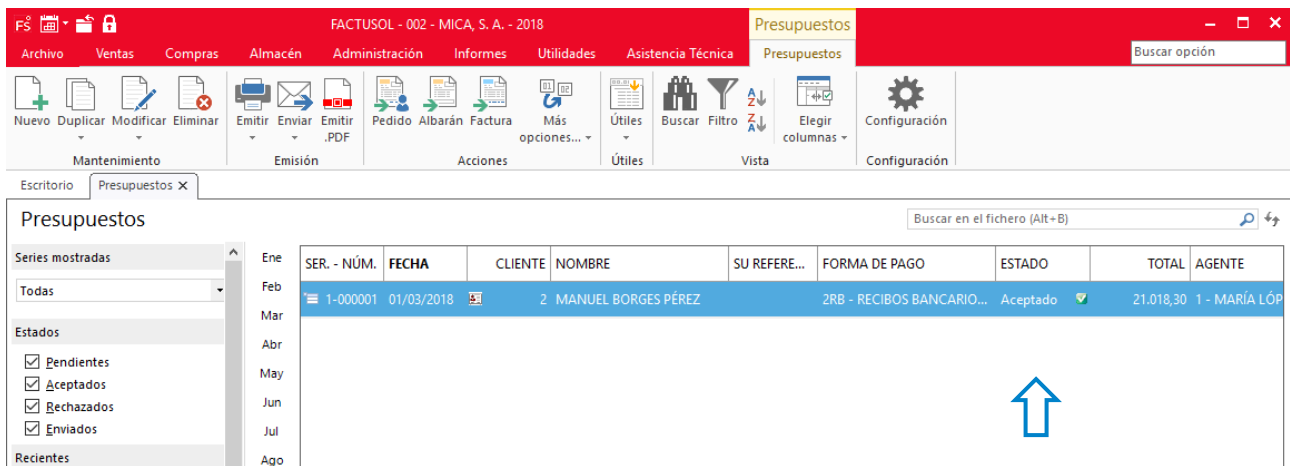 FS
FACTUSOL - 002 - MICA, S. A. - 2018
Presupuestos
Archivo Ventas Compras Almacén Administración Informes Utilidades Asistencia Técnica Presupuestos
Buscar opción
Nuevo Duplicar Modificar Eliminar
Mantenimiento
Emitir Enviar Emitir .PDF
Emisión
Pedido Albarán Factura Más opciones...
Acciones
Útiles
Útiles
Buscar Filtro Elegir columnas
Vista
Configuración
Configuración
Escritorio Presupuestos X
Presupuestos
Buscar en el fichero (Alt+B)
Series mostradas
Todas
Estados
Pendientes
Aceptados
Rechazados
Enviados
Recientes
Ene
Feb
Mar
Abr
May
Jun
Jul
Ago
SER. - NÚM. FECHA CLIENTE NOMBRE SU REFERE... FORMA DE PAGO ESTADO TOTAL AGENTE
1-000001 01/03/2018 2 MANUEL BORGES PÉREZ 2RB - RECIBOS BANCARIO... Aceptado 21.018,30 1 - MARÍA LÓP